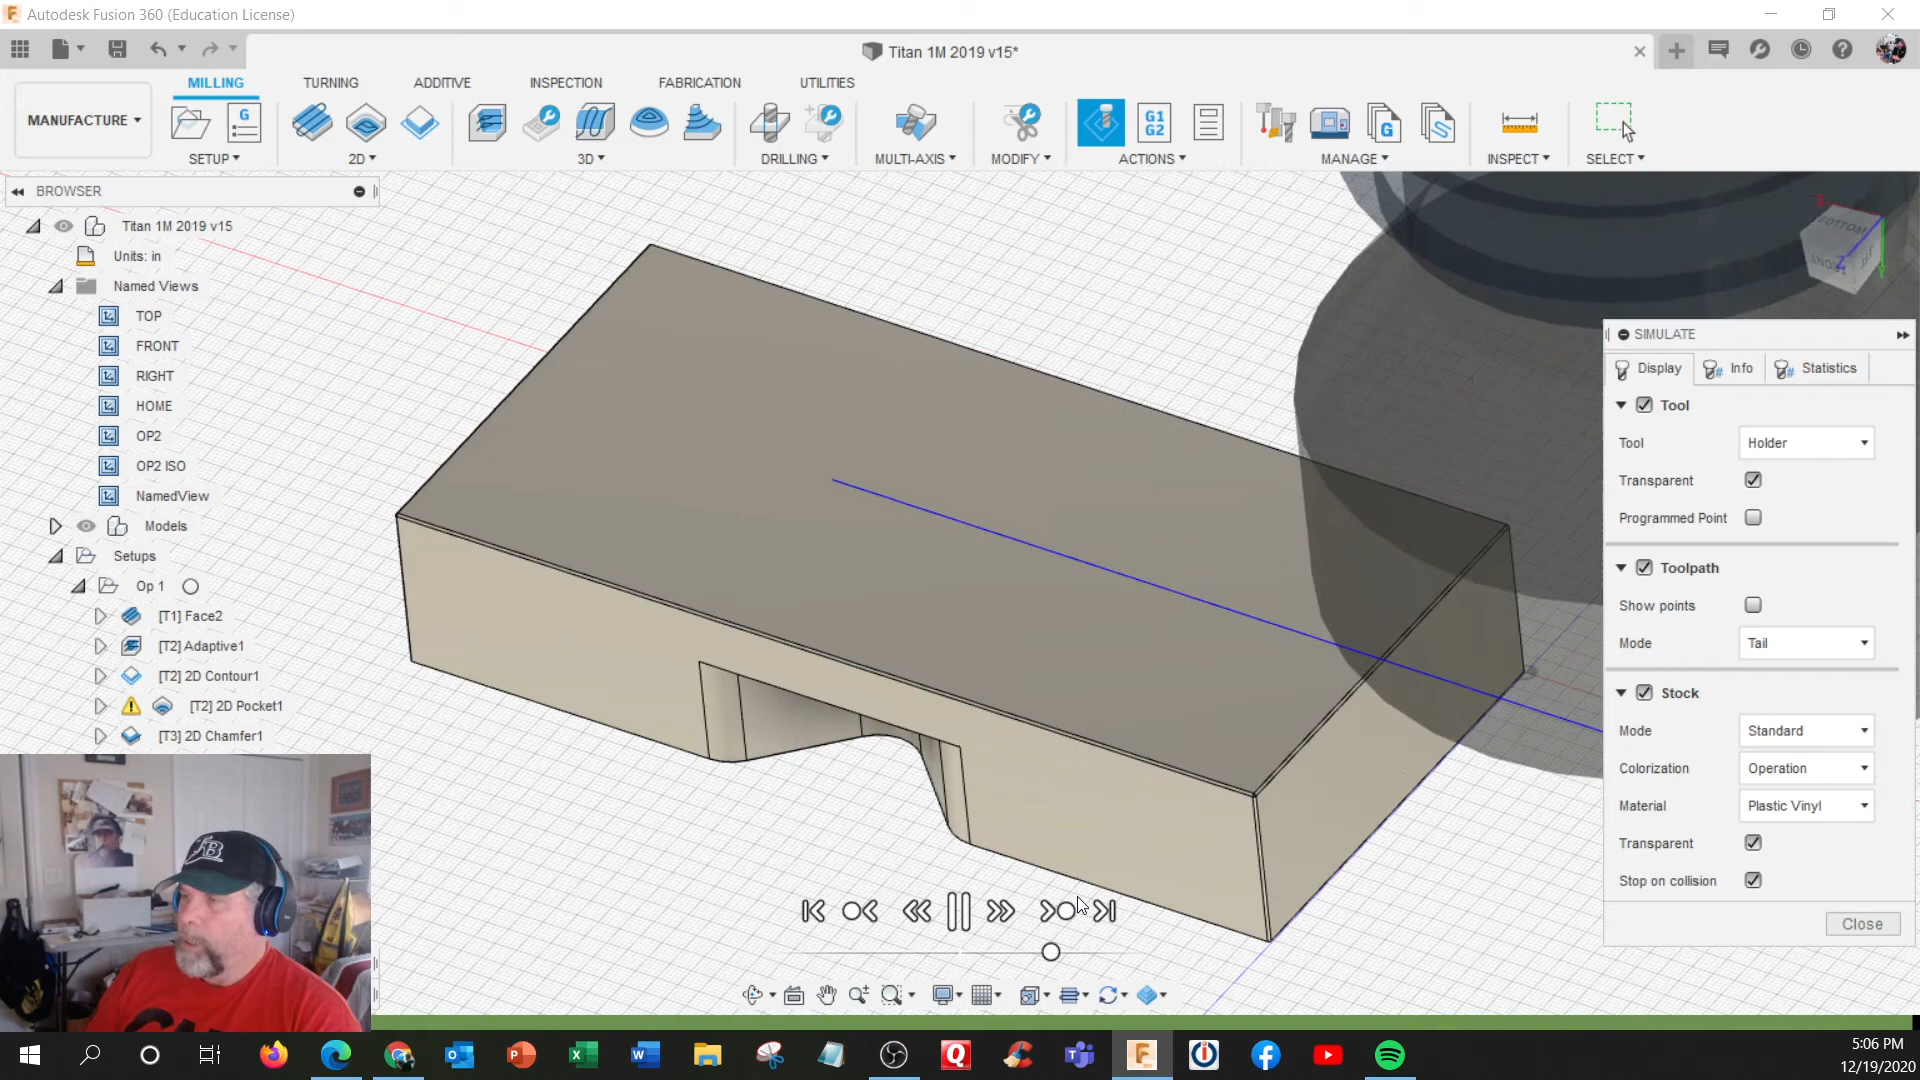 Autodesk Fusion 360 (Education License)
Titan 1M 2019 v15*
MILLING TURNING ADDITIVE INSPECTION FABRICATION UTILITIES
MANUFACTURE
G G1 G2 G
SETUP 2D 3D DRILLING MULTI-AXIS MODIFY ACTIONS MANAGE INSPECT SELECT
BROWSER
Titan 1M 2019 v15
Units: in
Named Views
TOP
FRONT
RIGHT
HOME
OP2
OP2 ISO
NamedView
Models
Setups
Op 1
[T1] Face2
[T2] Adaptive1
[T2] 2D Contour1
[T2] 2D Pocket1
[T3] 2D Chamfer1
X
BOTTOM
FRONT
Z
SIMULATE
Display Info Statistics
Tool
Tool Holder
Transparent
Programmed Point
Toolpath
Show points
Mode Tail
Stock
Mode Standard
Colorization Operation
Material Plastic Vinyl
Transparent
Stop on collision
Close
5:06 PM
12/19/2020